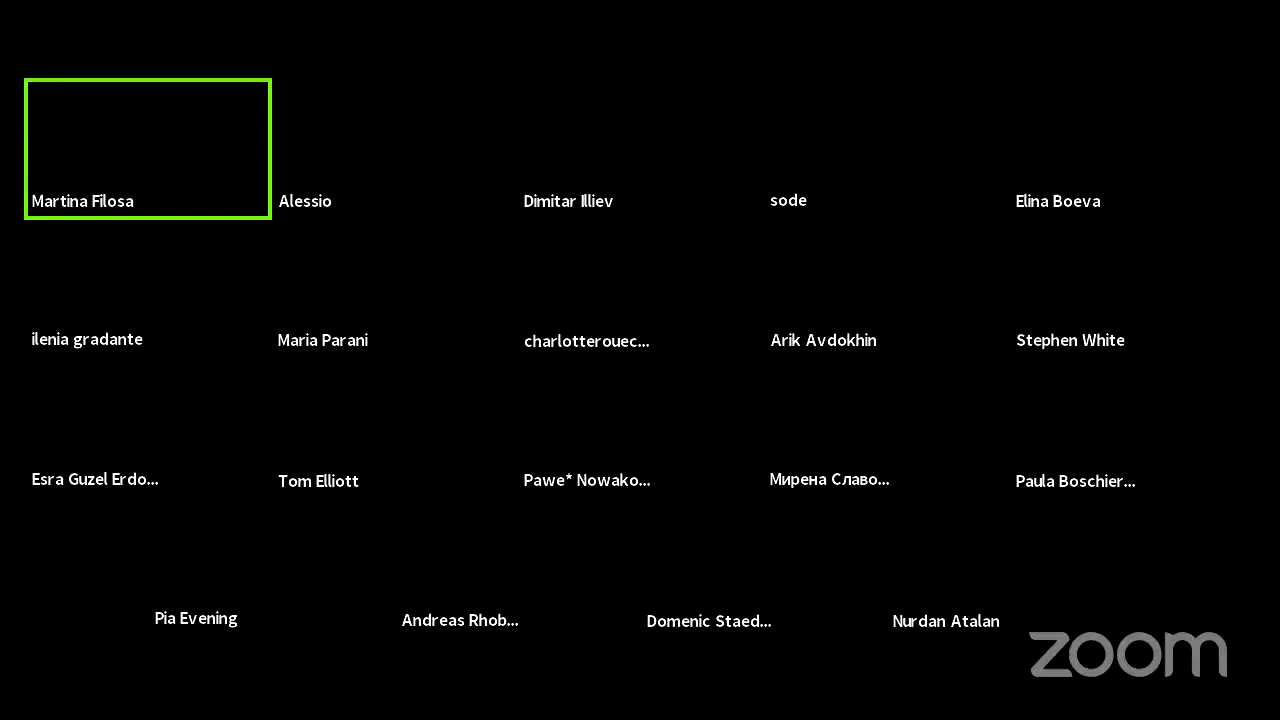 Martina Filosa
Alessio
Dimitar Illiev
sode
Elina Boeva
ilenia gradante
Maria Parani
charlotterouec...
Arik Avdokhin
Stephen White
Esra Guzel Erdo...
Tom Elliott
Pawe* Nowako...
Мирена Славо...
Paula Boschier...
Pia Evening
Andreas Rhob...
Domenic Staed...
Nurdan Atalan
zoom